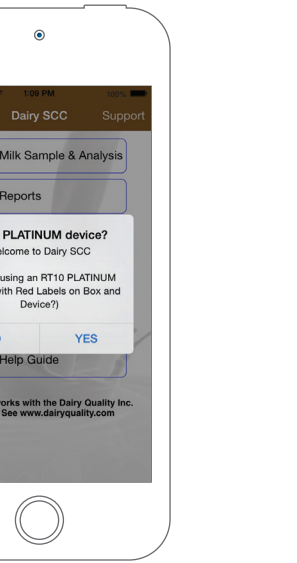 1:09 PM 100%
Dairy SCC Support
Milk Sample & Analysis
Reports
PLATINUM device?
elcome to Dairy SCC
using an RT10 PLATINUM
with Red Labels on Box and
Device?)
YES
Help Guide
orks with the Dairy Quality Inc.
See www.dairyquality.com